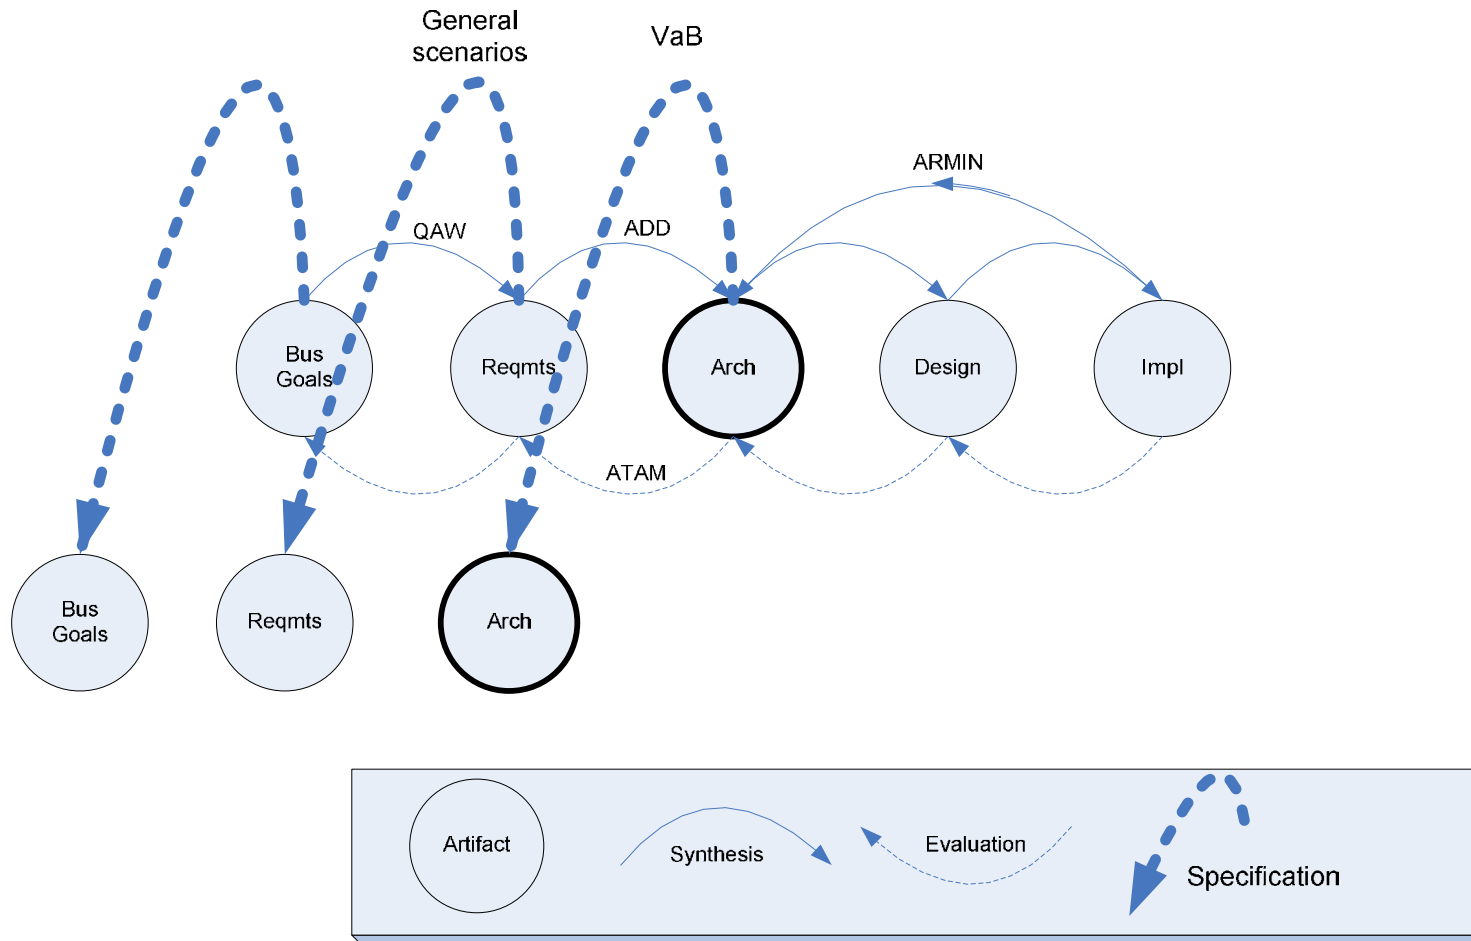 General
scenarios
VaB
ARMIN
QAW
ADD
Bus
Goals
Reqmts
Arch
Design
Impl
ATAM
Bus
Goals
Reqmts
Arch
Artifact
Synthesis
Evaluation
Specification